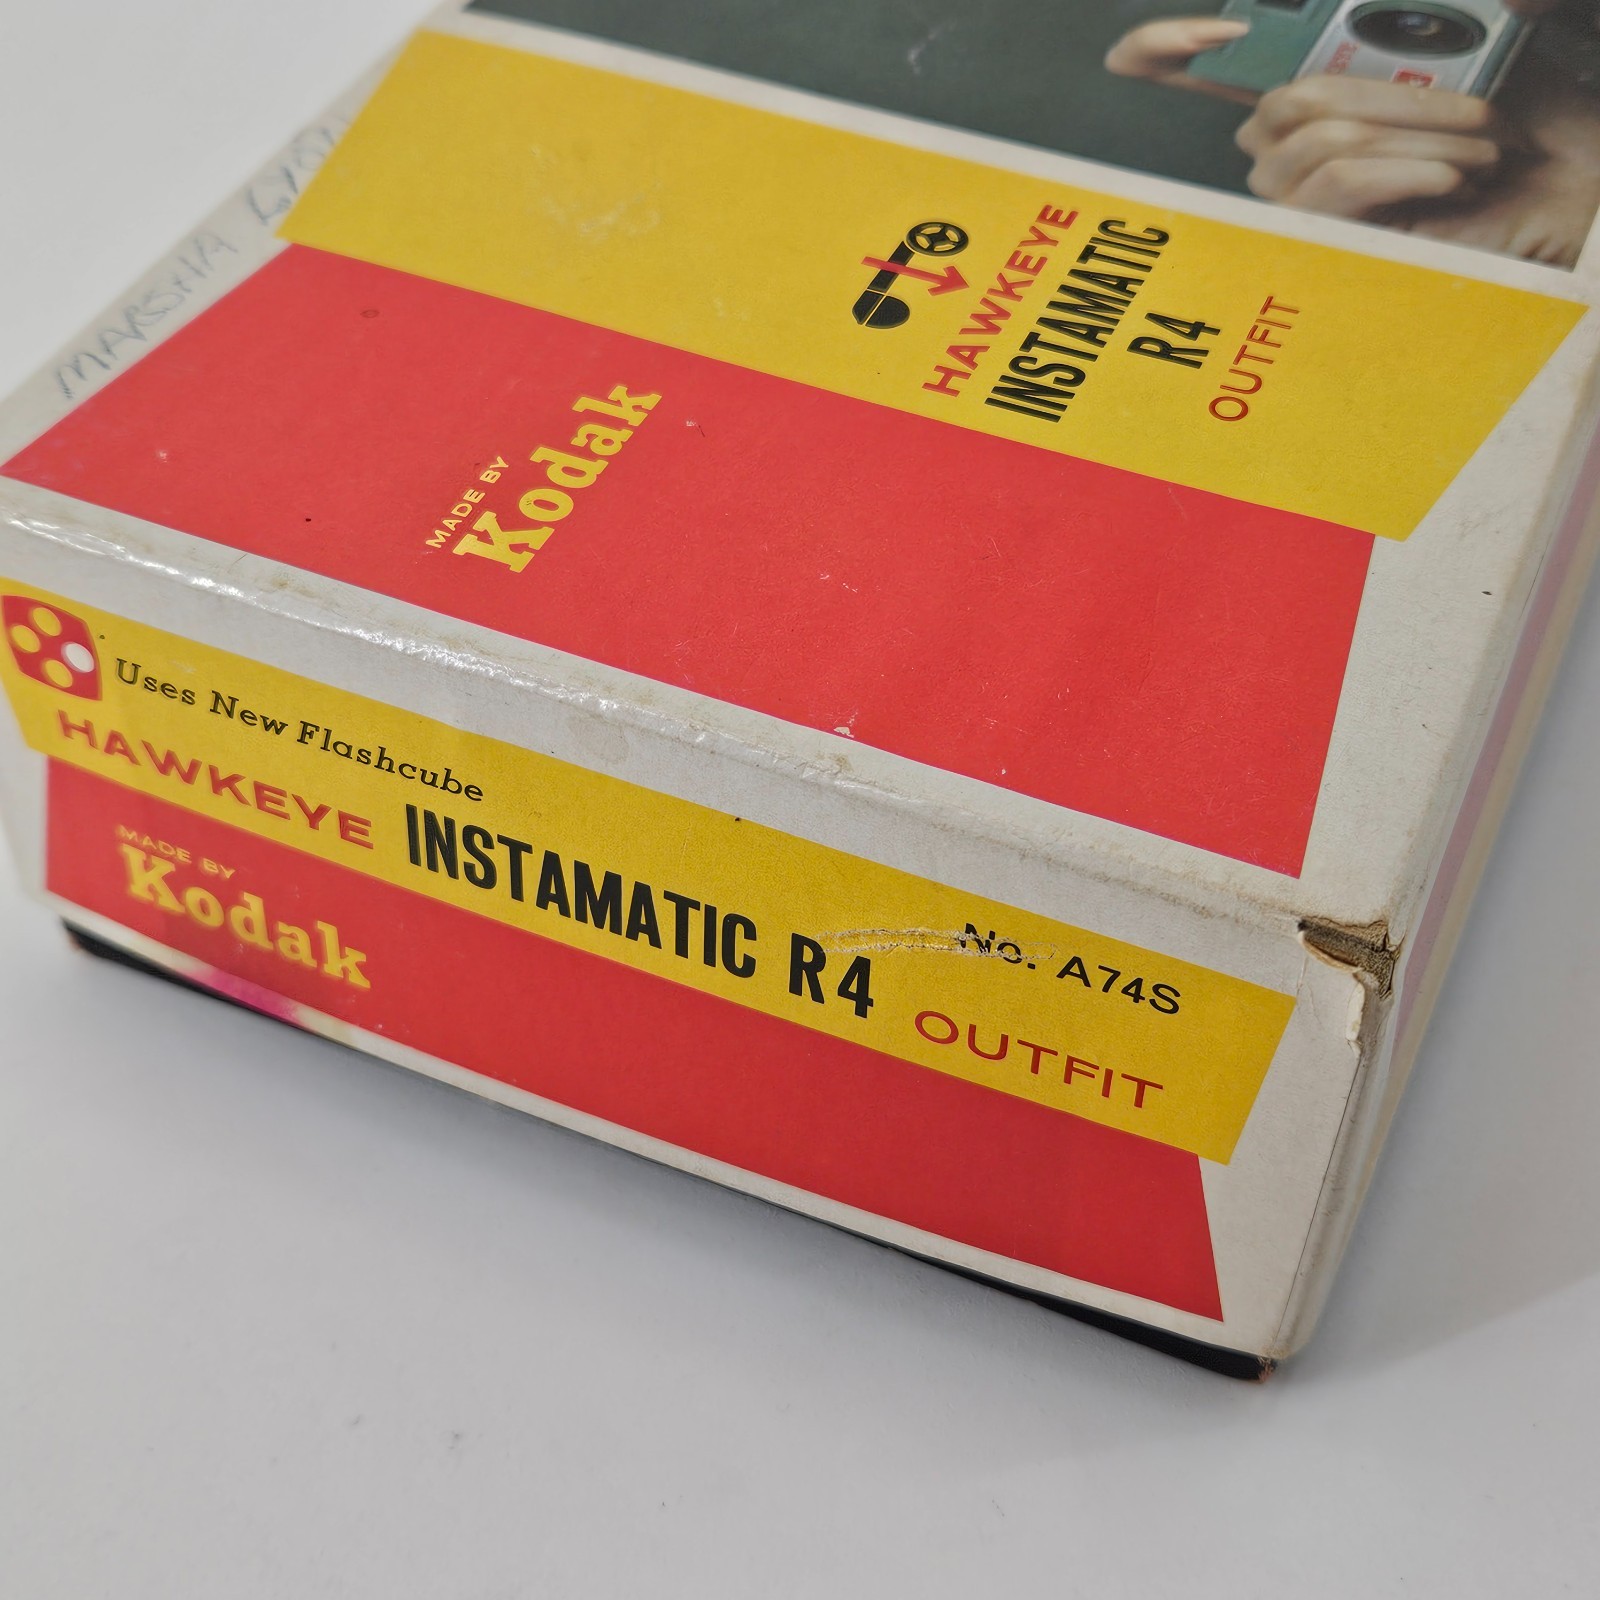 MARSHA
HAWKEYE
INSTAMATIC
R4
OUTFIT
MADE BY
Kodak
Uses New Flashcube
HAWKEYE INSTAMATIC R4 OUTFIT
No. A74S
MADE BY
Kodak